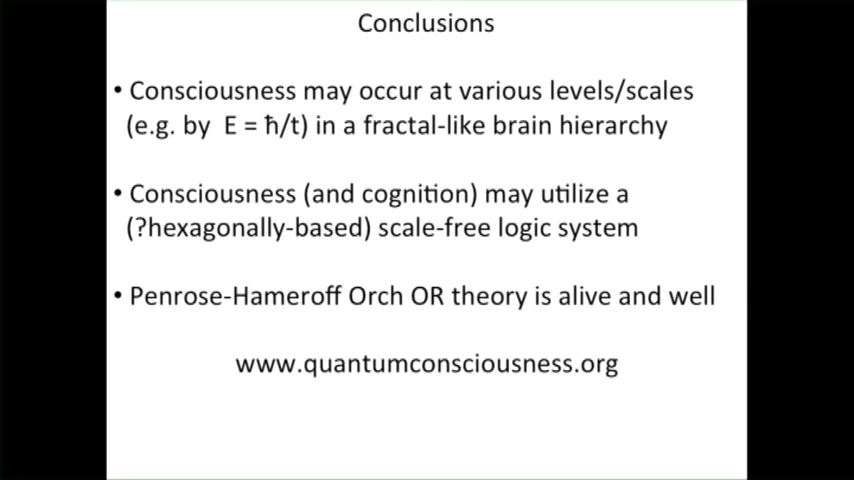 Conclusions
• Consciousness may occur at various levels/scales
(e.g. by E = ħ/t) in a fractal-like brain hierarchy
• Consciousness (and cognition) may utilize a
(?hexagonally-based) scale-free logic system
• Penrose-Hameroff Orch OR theory is alive and well
www.quantumconsciousness.org